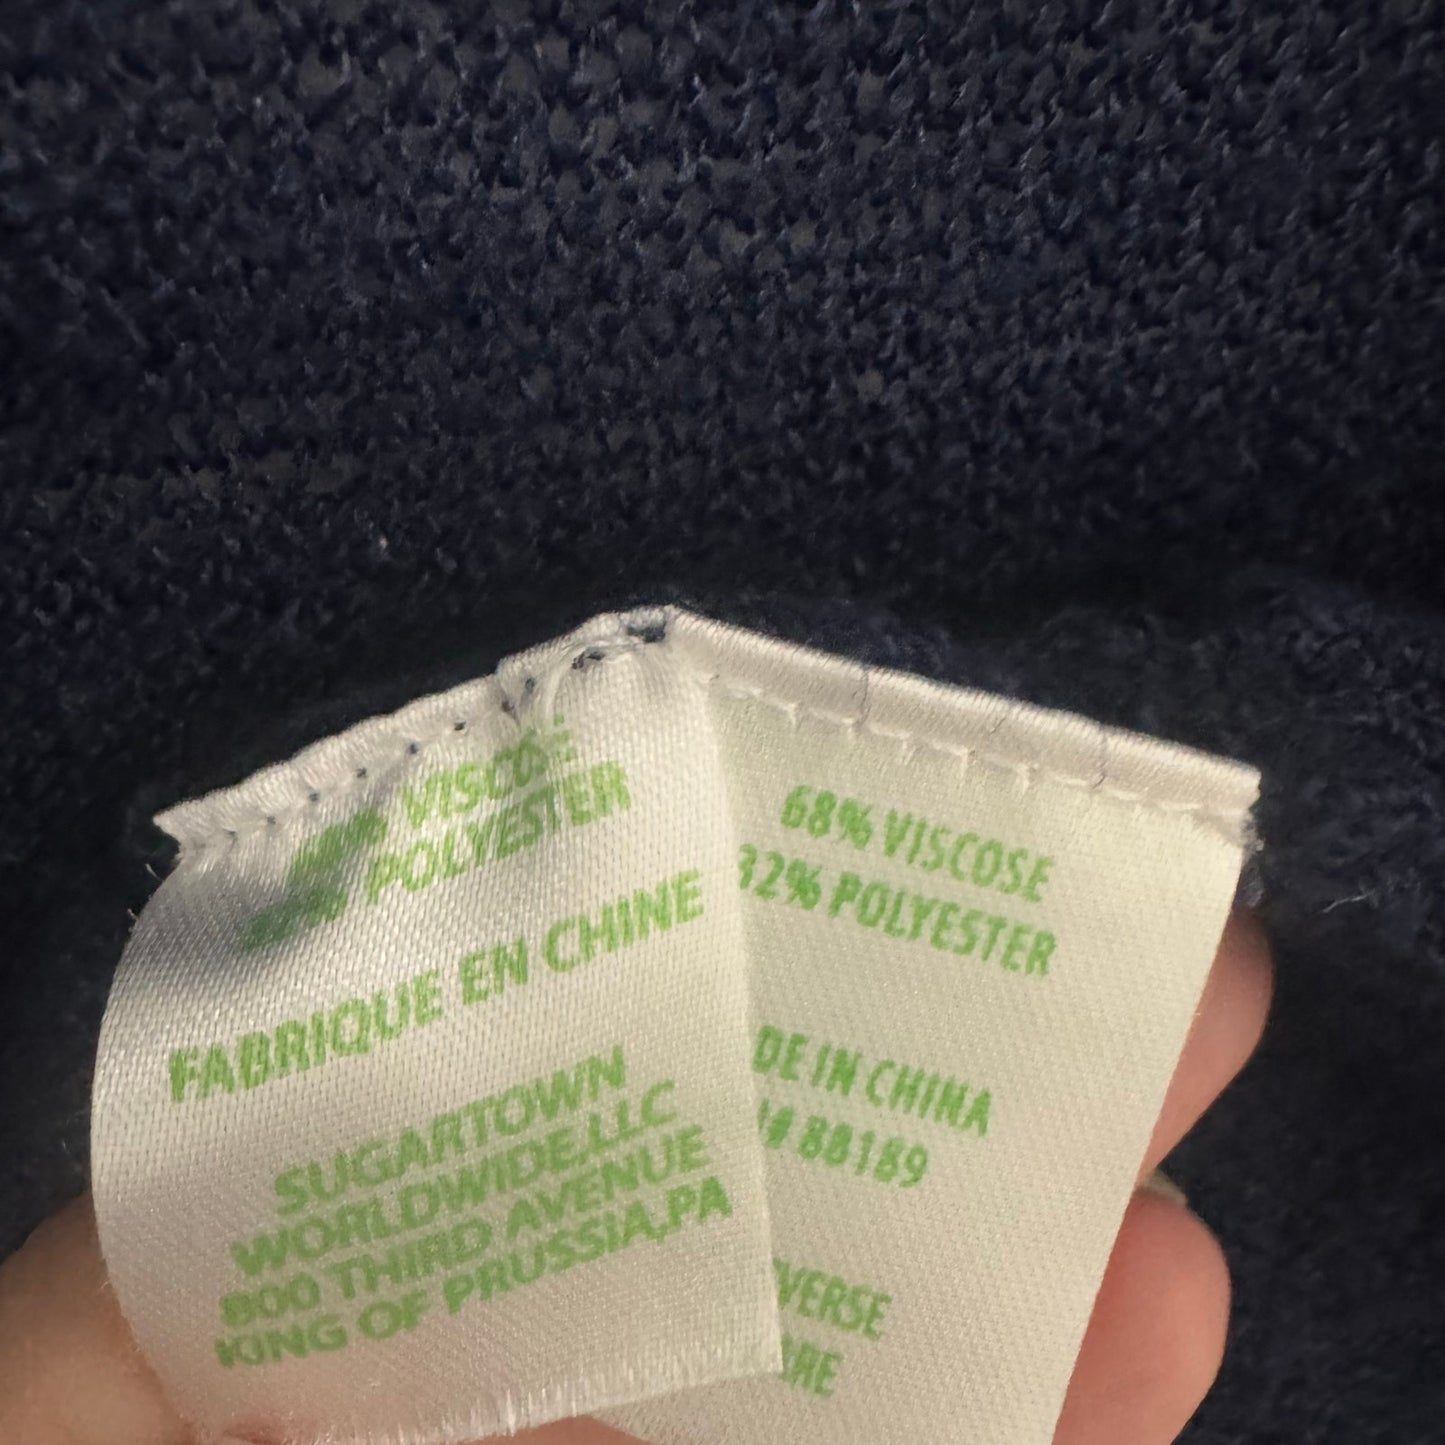 VISCOSE
POLYESTER
FABRIQUE EN CHINE
SUGARTOWN
WORLDWIDE,LLC
800 THIRD AVENUE
KING OF PRUSSIA,PA
68% VISCOSE
32% POLYESTER
DE IN CHINA
# 88189
VERSE